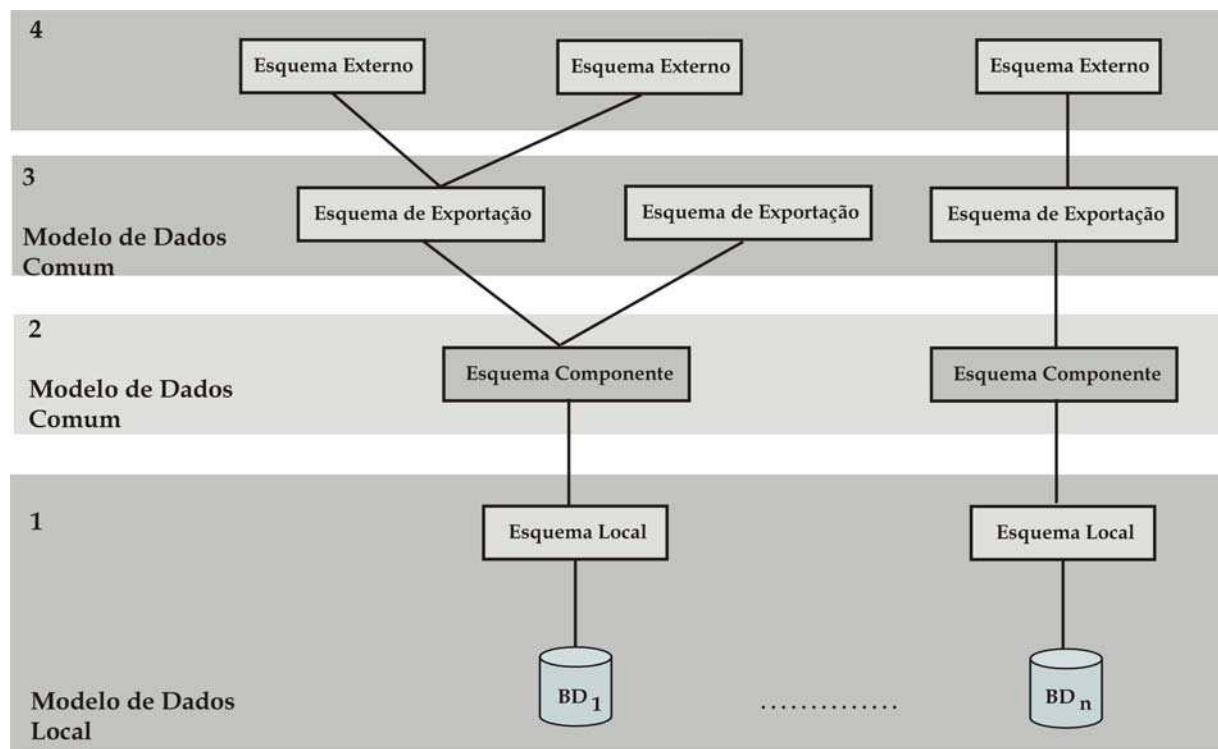 4
Esquema Externo
Esquema Externo
Esquema Externo
3
Modelo de Dados
Comum
Esquema de Exportação
Esquema de Exportação
Esquema de Exportação
2
Modelo de Dados
Comum
Esquema Componente
Esquema Componente
1
Esquema Local
Esquema Local
Modelo de Dados
Local
BD 1
..............
BD n